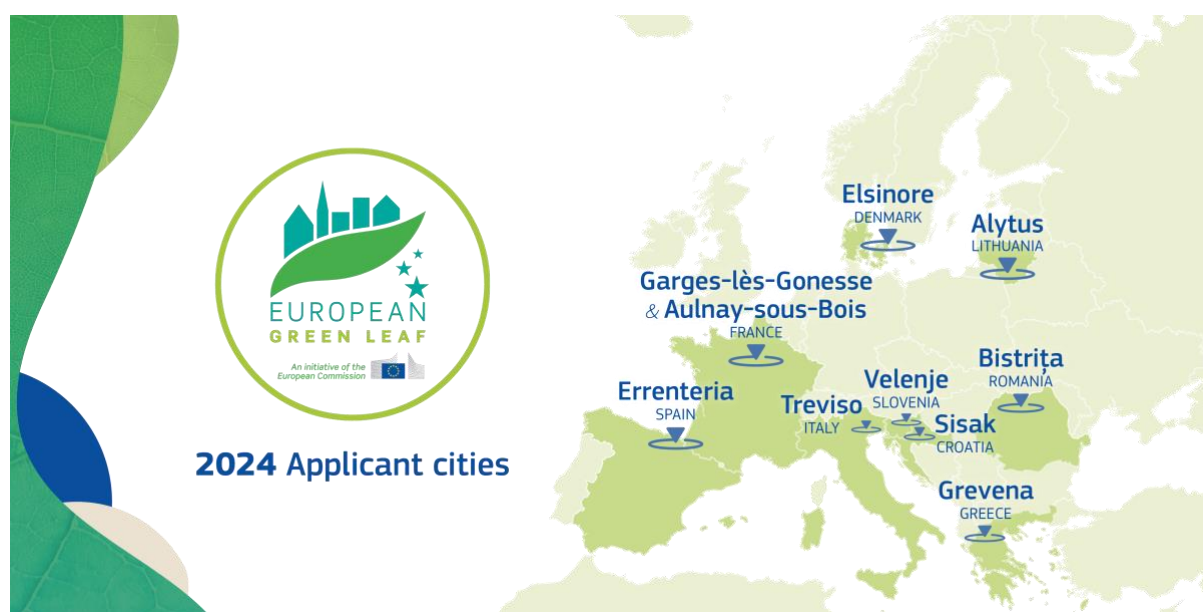 EUROPEAN
GREEN LEAF
An initiative of the
European Commission
2024 Applicant cities
Elsinore
DENMARK
Alytus
LITHUANIA
Garges-lès-Gonesse
& Aulnay-sous-Bois
FRANCE
Bistrița
ROMANIA
Velenje
SLOVENIA
Errenteria
SPAIN
Treviso
ITALY
Sisak
CROATIA
Grevena
GREECE